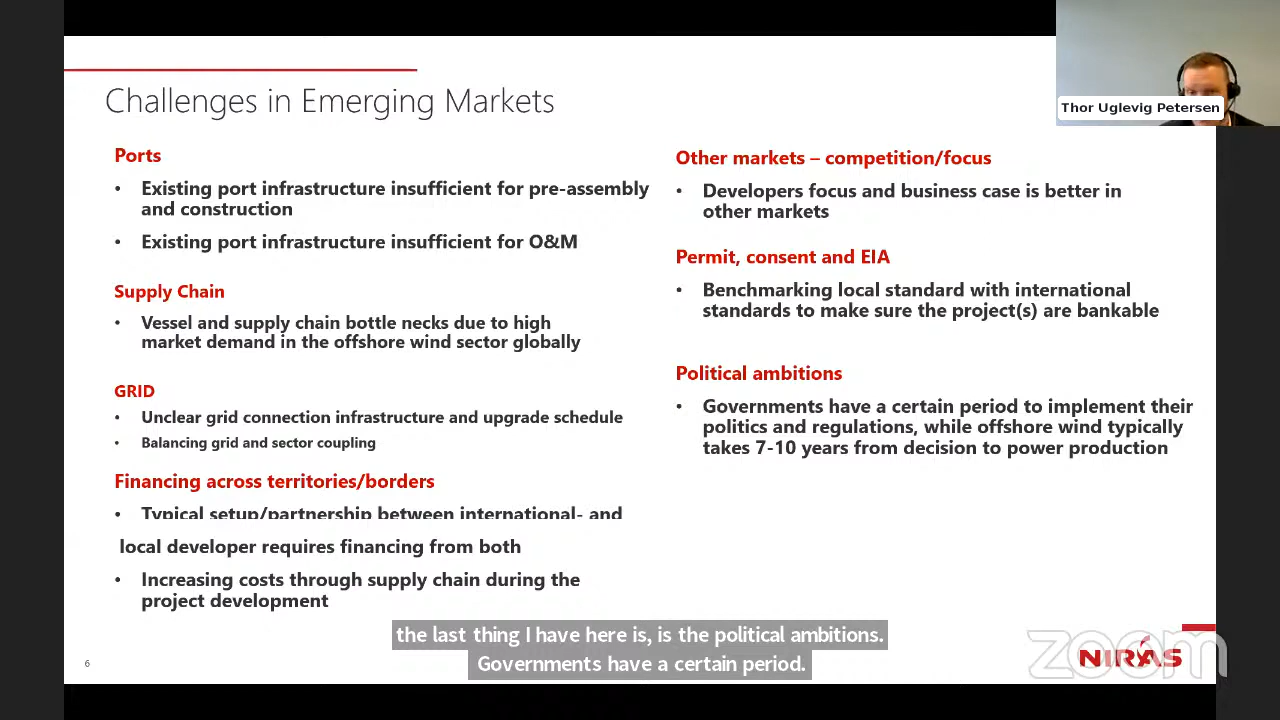 Thor Uglevig Petersen
Challenges in Emerging Markets
Ports
• Existing port infrastructure insufficient for pre-assembly
and construction
• Existing port infrastructure insufficient for O&M
Supply Chain
• Vessel and supply chain bottle necks due to high
market demand in the offshore wind sector globally
GRID
• Unclear grid connection infrastructure and upgrade schedule
• Balancing grid and sector coupling
Financing across territories/borders
• Typical setup/partnership between international- and
local developer requires financing from both
• Increasing costs through supply chain during the
project development
Other markets – competition/focus
• Developers focus and business case is better in
other markets
Permit, consent and EIA
• Benchmarking local standard with international
standards to make sure the project(s) are bankable
Political ambitions
• Governments have a certain period to implement their
politics and regulations, while offshore wind typically
takes 7-10 years from decision to power production
the last thing I have here is, is the political ambitions.
Governments have a certain period.
6
zoom
NIRAS